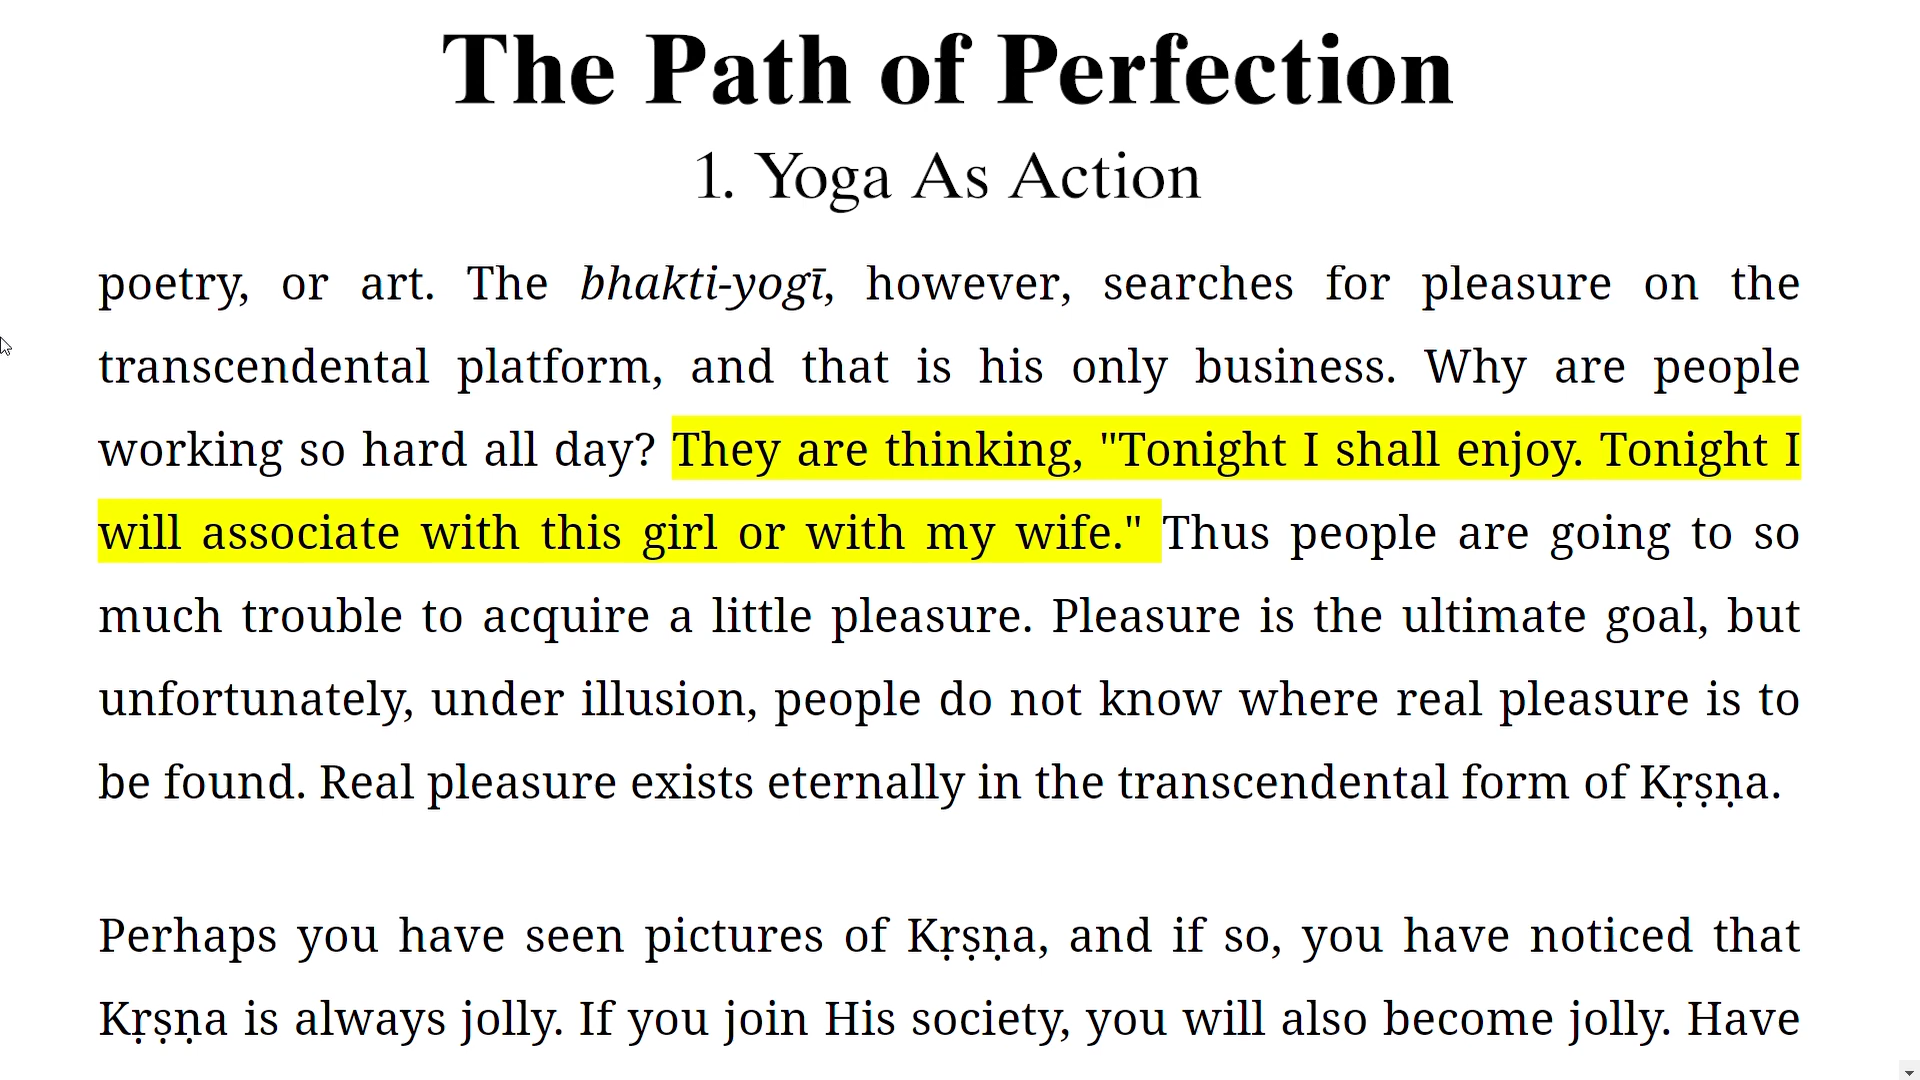 The Path of Perfection
1. Yoga As Action
poetry, or art. The bhakti-yogī, however, searches for pleasure on the
transcendental platform, and that is his only business. Why are people
working so hard all day? They are thinking, "Tonight I shall enjoy. Tonight I
will associate with this girl or with my wife." Thus people are going to so
much trouble to acquire a little pleasure. Pleasure is the ultimate goal, but
unfortunately, under illusion, people do not know where real pleasure is to
be found. Real pleasure exists eternally in the transcendental form of Kṛṣṇa.
Perhaps you have seen pictures of Kṛṣṇa, and if so, you have noticed that
Kṛṣṇa is always jolly. If you join His society, you will also become jolly. Have